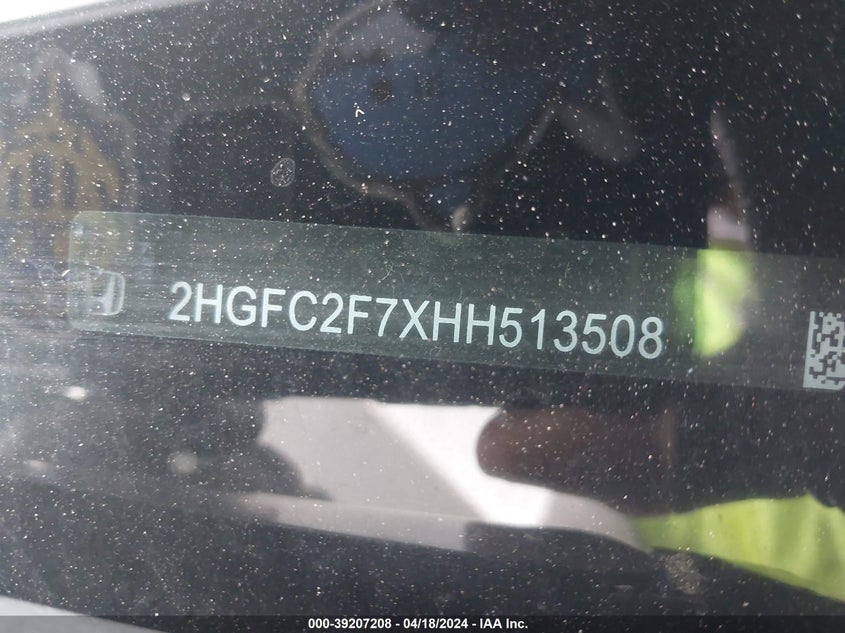 2HGFC2F7XHH513508
000-39207208 - 04/18/2024 - IAA, Inc.